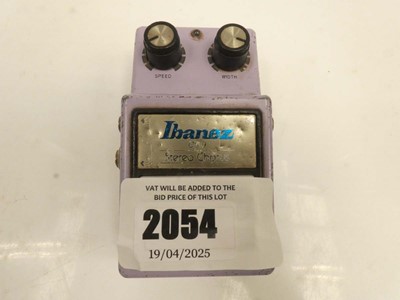 SPEED WIDTH
Ibanez
Stereo Chorus
VAT WILL BE ADDED TO THE
BID PRICE OF THIS LOT
2054
19/04/2025